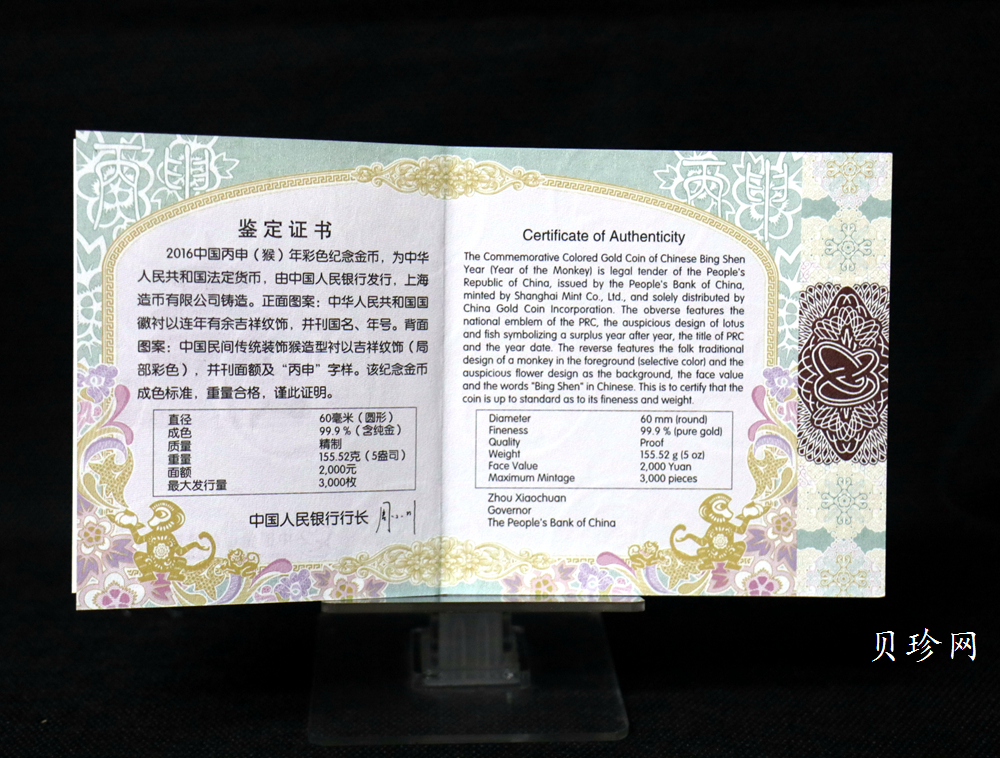 丙申
丙申
鉴定证书
2016中国丙申（猴）年彩色纪念金币，为中华
人民共和国法定货币，由中国人民银行发行，上海
造币有限公司铸造。正面图案：中华人民共和国国
徽衬以连年有余吉祥纹饰，并刊国名、年号。背面
图案：中国民间传统装饰猴造型衬以吉祥纹饰（局
部彩色），并刊面额及“丙申”字样。该纪念金币
成色标准，重量合格，谨此证明。
直径 60毫米（圆形）
成色 99.9％（含纯金）
质量 精制
重量 155.52克（5盎司）
面额 2,000元
最大发行量 3,000枚
中国人民银行行长
Certificate of Authenticity
The Commemorative Colored Gold Coin of Chinese Bing Shen
Year (Year of the Monkey) is legal tender of the People's
Republic of China, issued by the People's Bank of China,
minted by Shanghai Mint Co., Ltd., and solely distributed by
China Gold Coin Incorporation. The obverse features the
national emblem of the PRC, the auspicious design of lotus
and fish symbolizing a surplus year after year, the title of PRC
and the year date. The reverse features the folk traditional
design of a monkey in the foreground (selective color) and the
auspicious flower design as the background, the face value
and the words "Bing Shen" in Chinese. This is to certify that the
coin is up to standard as to its fineness and weight.
Diameter 60 mm (round)
Fineness 99.9 % (pure gold)
Quality Proof
Weight 155.52 g (5 oz)
Face Value 2,000 Yuan
Maximum Mintage 3,000 pieces
Zhou Xiaochuan
Governor
The People's Bank of China
贝珍网